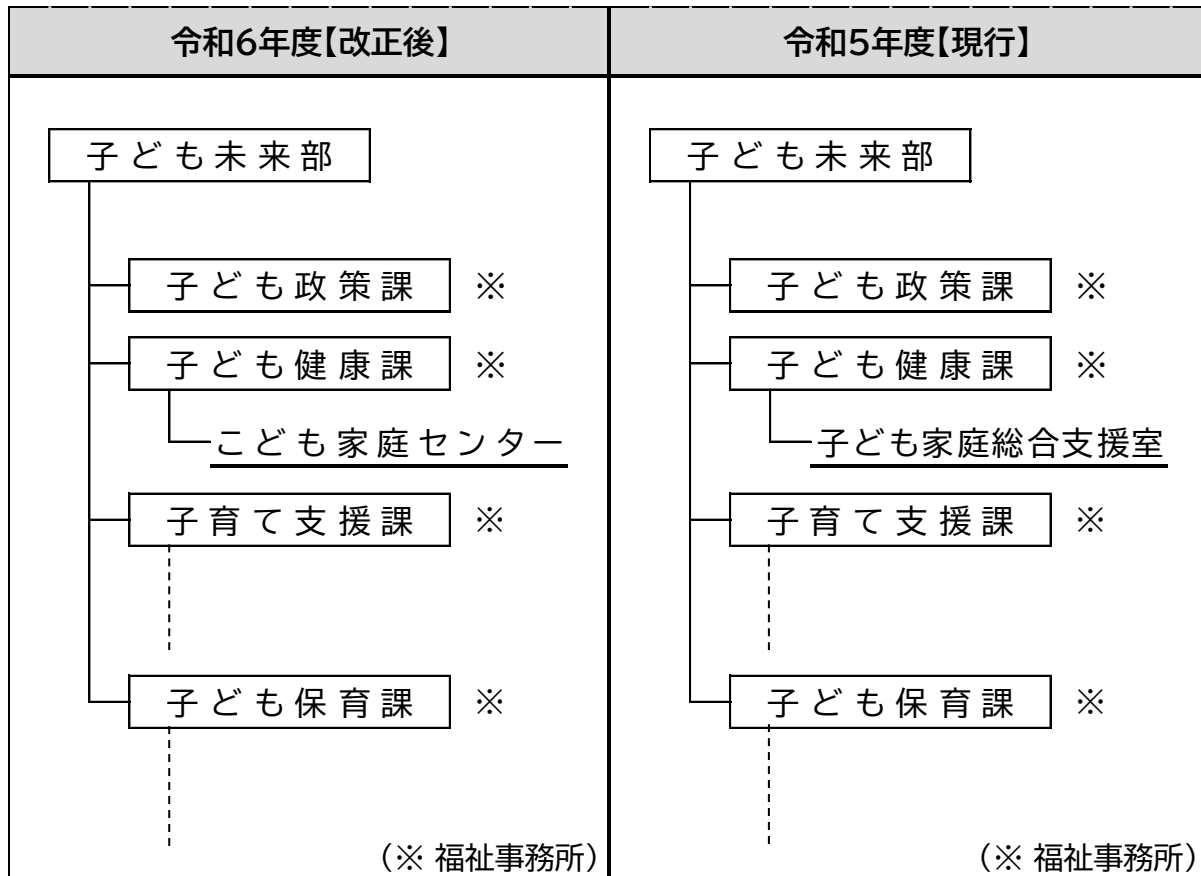 令和6年度【改正後】
子ども未来部
子ども政策課 ※
子ども健康課 ※
こども家庭センター
子育て支援課 ※
子ども保育課 ※
(※ 福祉事務所)
令和5年度【現行】
子ども未来部
子ども政策課 ※
子ども健康課 ※
子ども家庭総合支援室
子育て支援課 ※
子ども保育課 ※
(※ 福祉事務所)